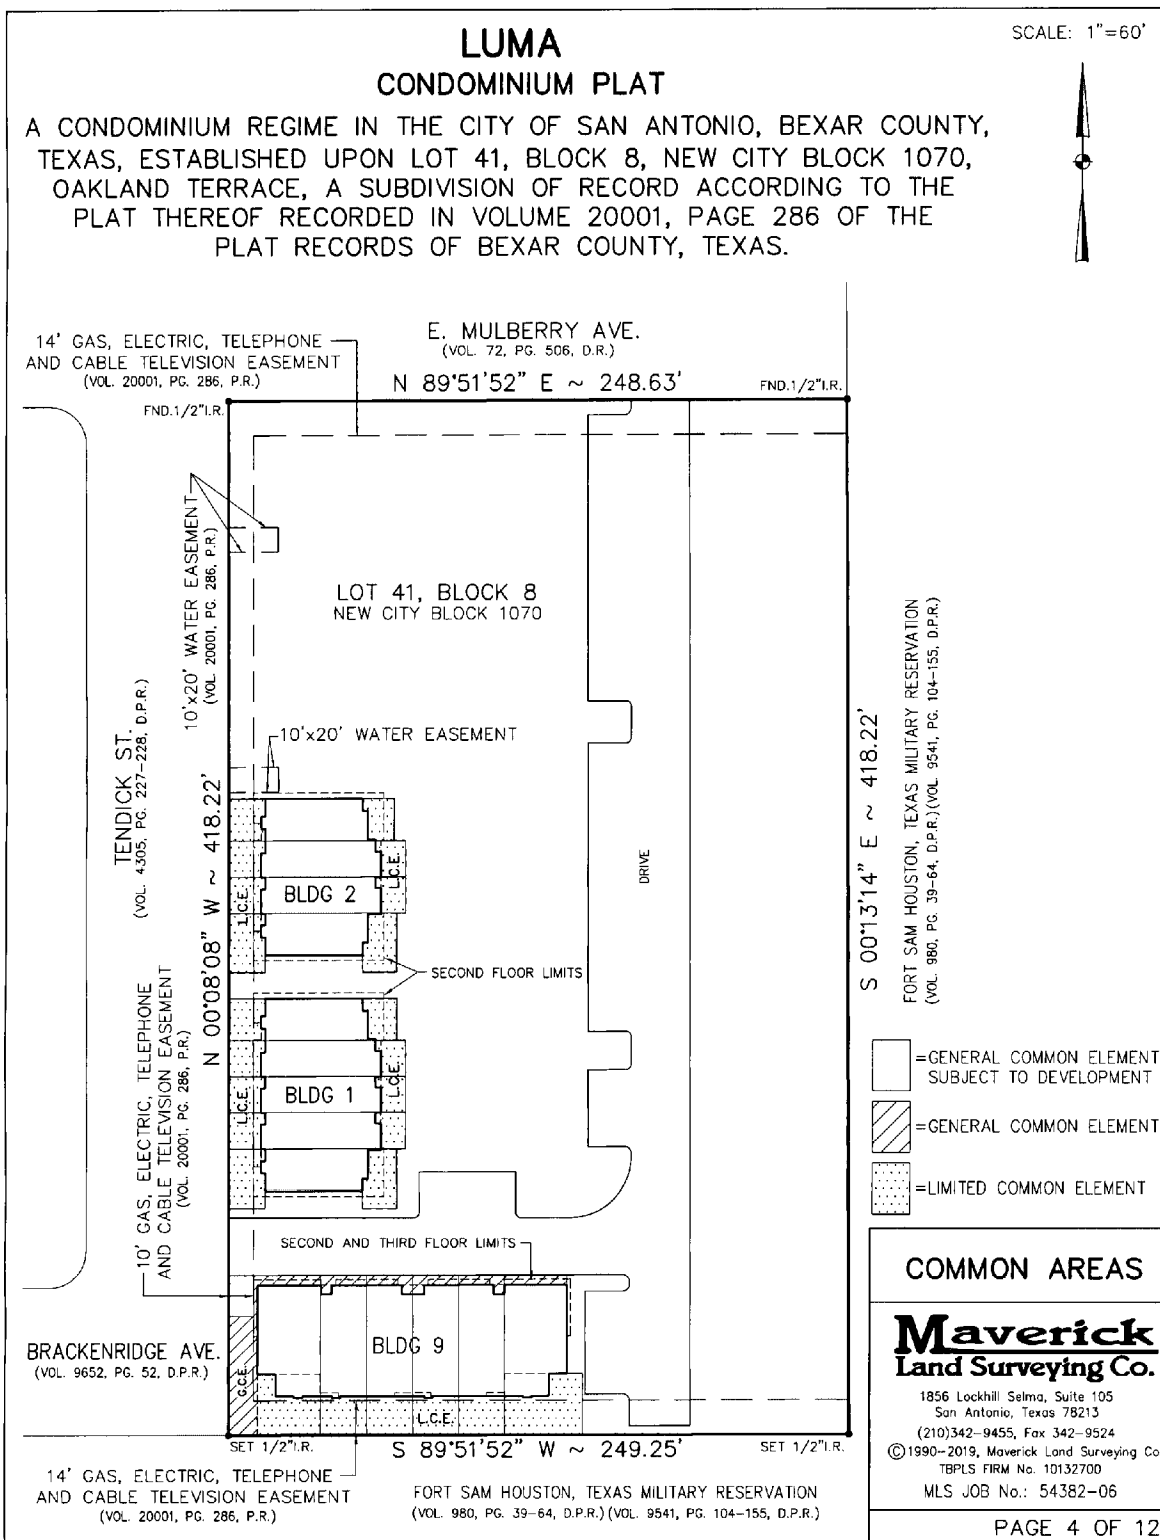 LUMA
CONDOMINIUM PLAT
SCALE: 1"=60'
A CONDOMINIUM REGIME IN THE CITY OF SAN ANTONIO, BEXAR COUNTY,
TEXAS, ESTABLISHED UPON LOT 41, BLOCK 8, NEW CITY BLOCK 1070,
OAKLAND TERRACE, A SUBDIVISION OF RECORD ACCORDING TO THE
PLAT THEREOF RECORDED IN VOLUME 20001, PAGE 286 OF THE
PLAT RECORDS OF BEXAR COUNTY, TEXAS.
14' GAS, ELECTRIC, TELEPHONE
AND CABLE TELEVISION EASEMENT
(VOL. 20001, PG. 286, P.R.)
E. MULBERRY AVE.
(VOL. 72, PG. 506, D.R.)
N 89°51'52" E ~ 248.63'
FND.1/2"I.R.
FND.1/2"I.R.
10'x20' WATER EASEMENT
(VOL. 20001, PG. 286, P.R.)
LOT 41, BLOCK 8
NEW CITY BLOCK 1070
10'x20' WATER EASEMENT
TENDICK ST.
(VOL. 4305, PG. 227-228, D.P.R.)
N 00°08'08" W ~ 418.22'
L.C.E.
BLDG 2
L.C.E.
DRIVE
S 00°13'14" E ~ 418.22'
FORT SAM HOUSTON, TEXAS MILITARY RESERVATION
(VOL. 980, PG. 39-64, D.P.R.)(VOL. 9541, PG. 104-155, D.P.R.)
SECOND FLOOR LIMITS
10' GAS, ELECTRIC, TELEPHONE
AND CABLE TELEVISION EASEMENT
(VOL. 20001, PG. 286, P.R.)
L.C.E.
BLDG 1
L.C.E.
=GENERAL COMMON ELEMENT
SUBJECT TO DEVELOPMENT
=GENERAL COMMON ELEMENT
=LIMITED COMMON ELEMENT
SECOND AND THIRD FLOOR LIMITS
BRACKENRIDGE AVE.
(VOL. 9652, PG. 52, D.P.R.)
G.C.E.
BLDG 9
L.C.E.
SET 1/2"I.R.
S 89°51'52" W ~ 249.25'
SET 1/2"I.R.
14' GAS, ELECTRIC, TELEPHONE
AND CABLE TELEVISION EASEMENT
(VOL. 20001, PG. 286, P.R.)
FORT SAM HOUSTON, TEXAS MILITARY RESERVATION
(VOL. 980, PG. 39-64, D.P.R.)(VOL. 9541, PG. 104-155, D.P.R.)
COMMON AREAS
Maverick
Land Surveying Co.
1856 Lockhill Selma, Suite 105
San Antonio, Texas 78213
(210)342-9455, Fax 342-9524
©1990-2019, Maverick Land Surveying Co
TBPLS FIRM No. 10132700
MLS JOB No.: 54382-06
PAGE 4 OF 12